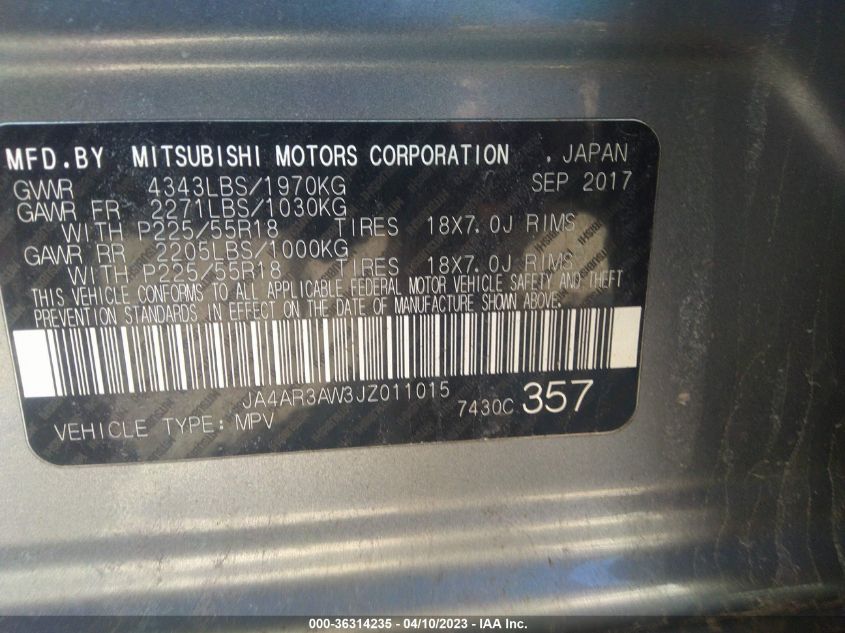 MFD.BY MITSUBISHI MOTORS CORPORATION . JAPAN
GVWR 4343LBS/1970KG SEP 2017
GAWR FR 2271LBS/1030KG
WITH P225/55R18 TIRES 18X7.0J RIMS
GAWR RR 2205LBS/1000KG
WITH P225/55R18 TIRES 18X7.0J RIMS
THIS VEHICLE CONFORMS TO ALL APPLICABLE FEDERAL MOTOR VEHICLE SAFETY AND THEFT
PREVENTION STANDARDS IN EFFECT ON THE DATE OF MANUFACTURE SHOWN ABOVE.
JA4AR3AW3JZ011015
7430C 357
VEHICLE TYPE: MPV
000-36314235 - 04/10/2023 - IAA Inc.